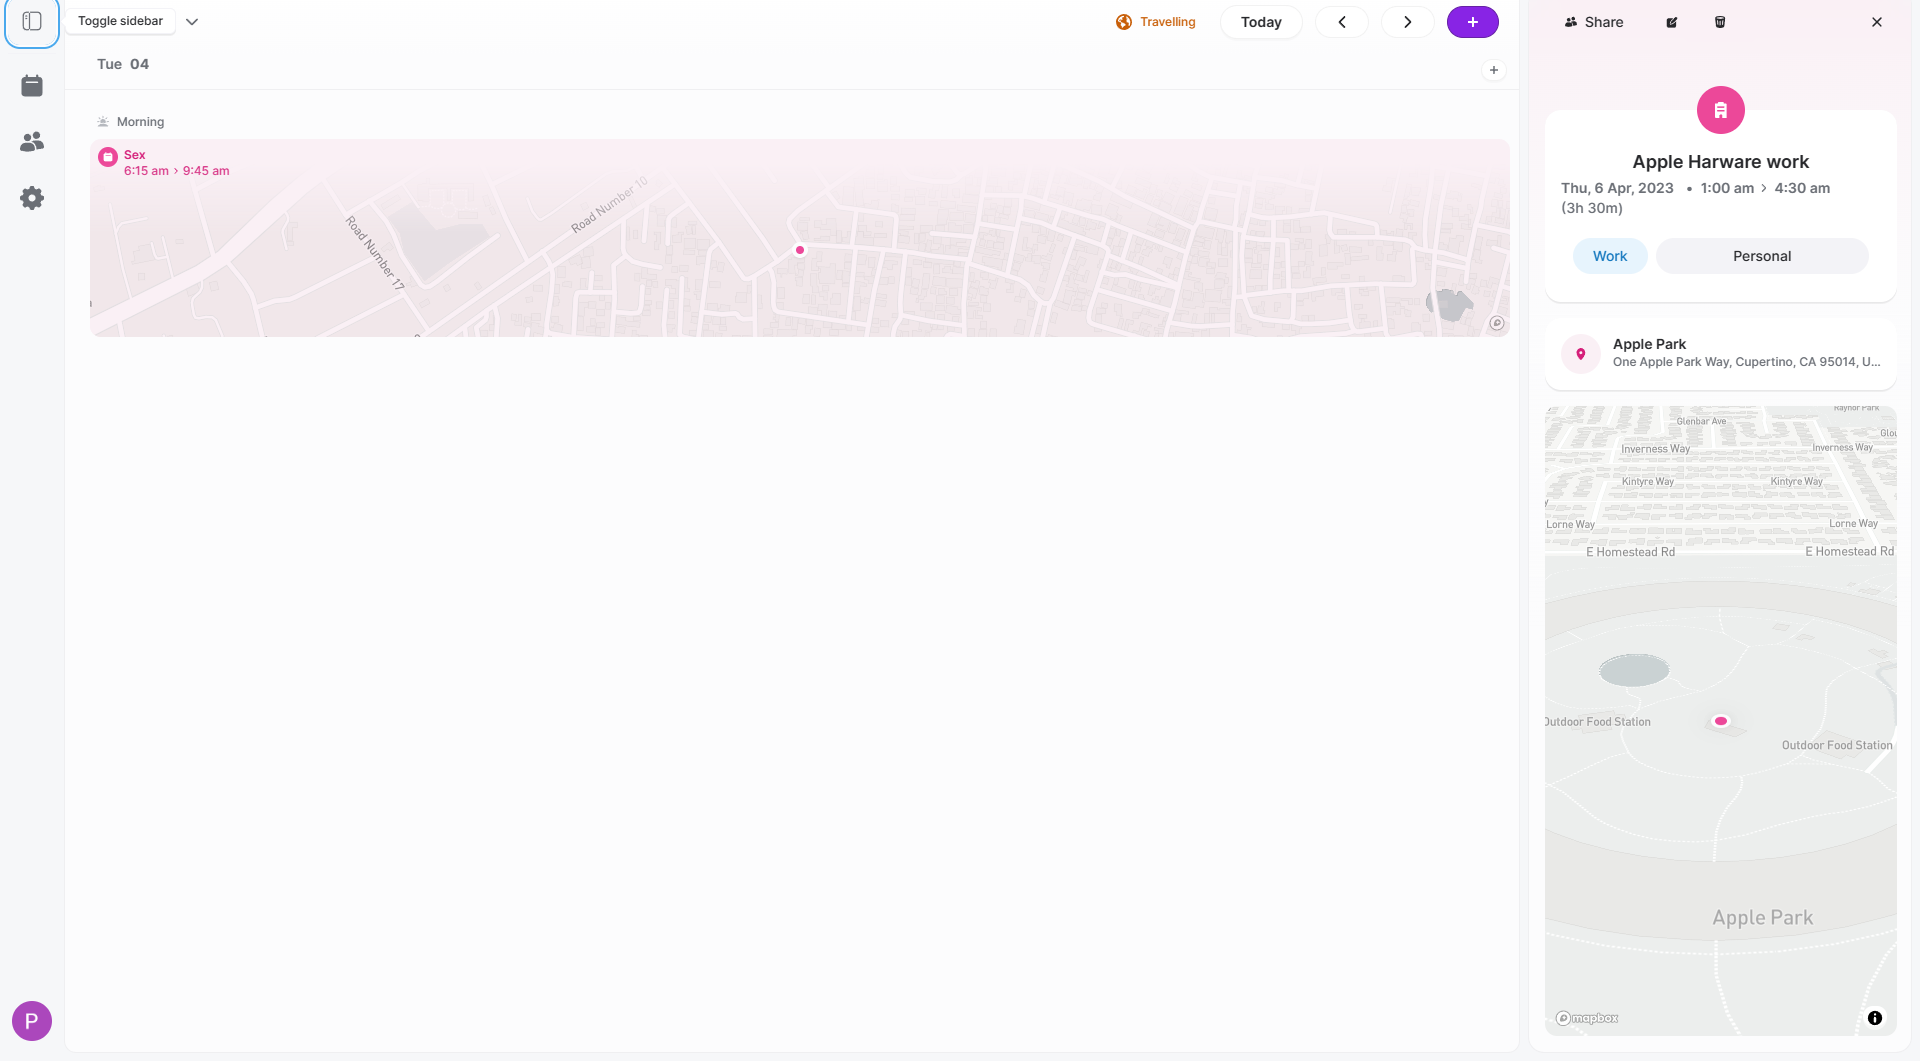 Toggle sidebar
Travelling
Today
Tue 04
Morning
Sex
6:15 am › 9:45 am
Road Number 17
Road Number 10
P
Share
Apple Harware work
Thu, 6 Apr, 2023 • 1:00 am › 4:30 am
(3h 30m)
Work
Personal
Apple Park
One Apple Park Way, Cupertino, CA 95014, U...
Raynor Park
Glenbar Ave
Inverness Way
Inverness Way
Kintyre Way
Kintyre Way
Lorne Way
Lorne Way
E Homestead Rd
E Homestead Rd
Outdoor Food Station
Outdoor Food Station
Apple Park
mapbox